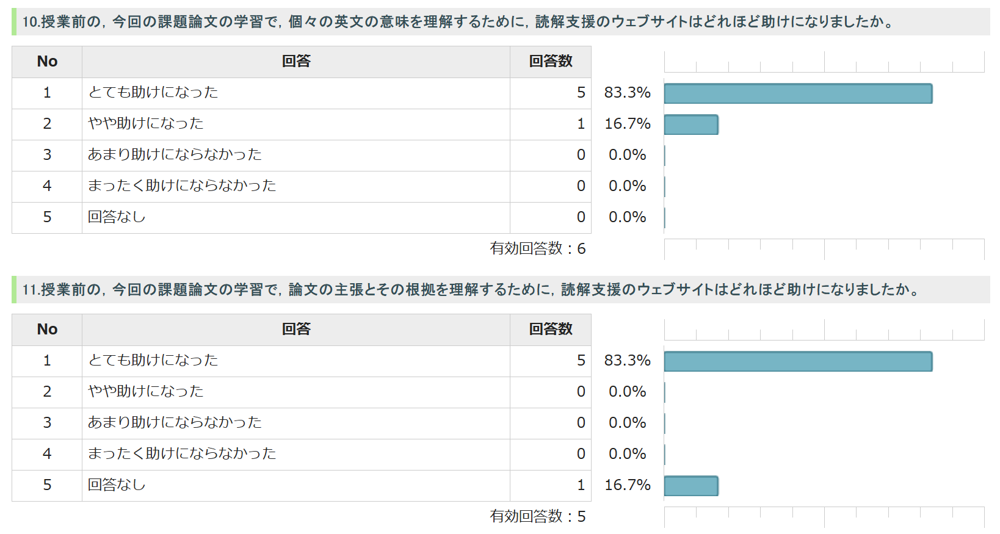 10.授業前の，今回の課題論文の学習で，個々の英文の意味を理解するために，読解支援のウェブサイトはどれほど助けになりましたか。
No 回答 回答数
1 とても助けになった 5 83.3%
2 やや助けになった 1 16.7%
3 あまり助けにならなかった 0 0.0%
4 まったく助けにならなかった 0 0.0%
5 回答なし 0 0.0%
有効回答数：6
11.授業前の，今回の課題論文の学習で，論文の主張とその根拠を理解するために，読解支援のウェブサイトはどれほど助けになりましたか。
No 回答 回答数
1 とても助けになった 5 83.3%
2 やや助けになった 0 0.0%
3 あまり助けにならなかった 0 0.0%
4 まったく助けにならなかった 0 0.0%
5 回答なし 1 16.7%
有効回答数：5